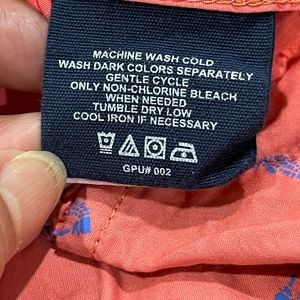 MACHINE WASH COLD
WASH DARK COLORS SEPARATELY
GENTLE CYCLE
ONLY NON-CHLORINE BLEACH
WHEN NEEDED
TUMBLE DRY LOW
COOL IRON IF NECESSARY
GPU# 002